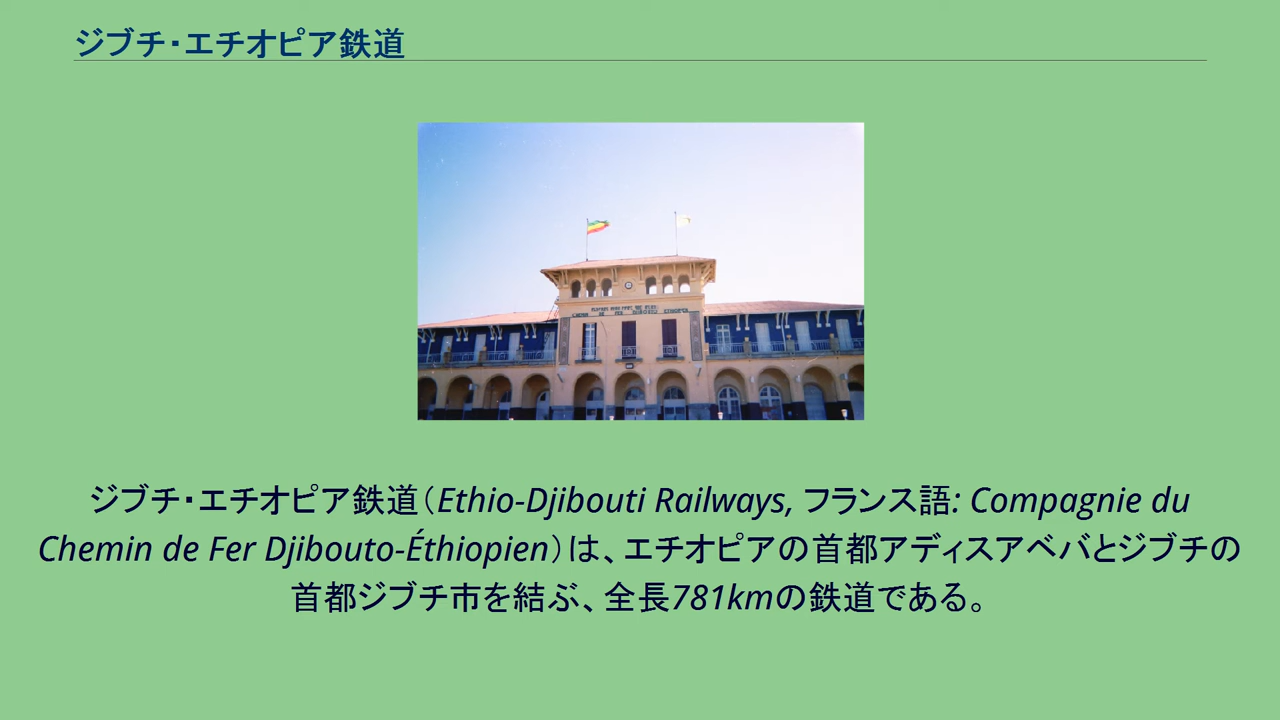 ジブチ・エチオピア鉄道
ジブチ・エチオピア鉄道（Ethio-Djibouti Railways, フランス語: Compagnie du
Chemin de Fer Djibouto-Éthiopien）は、エチオピアの首都アディスアベバとジブチの
首都ジブチ市を結ぶ、全長781kmの鉄道である。